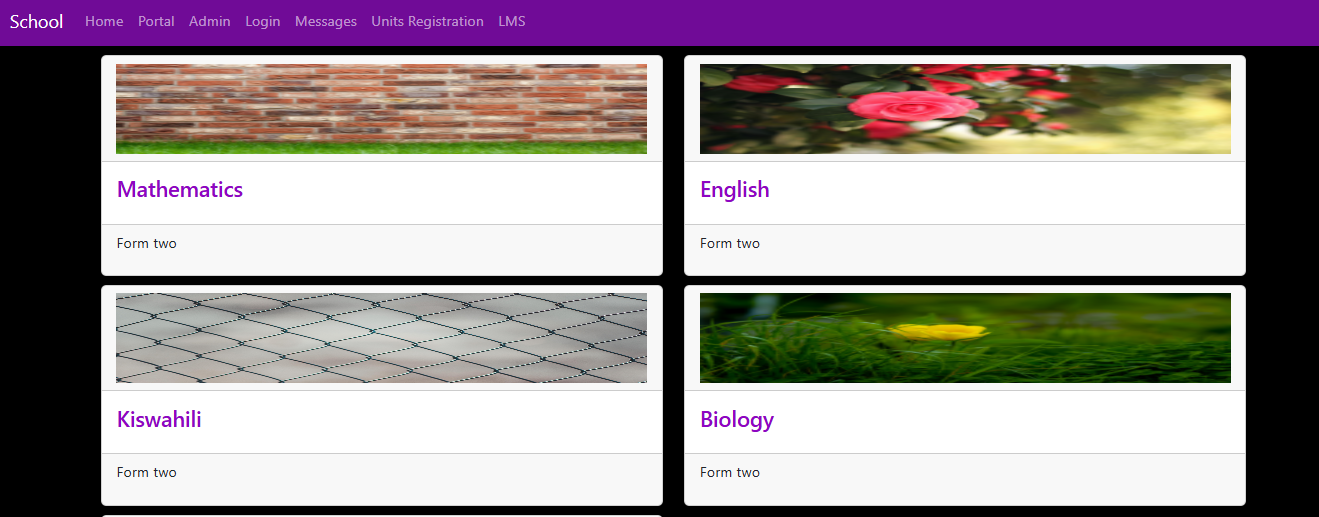 School Home Portal Admin Login Messages Units Registration LMS
Mathematics
Form two
English
Form two
Kiswahili
Form two
Biology
Form two